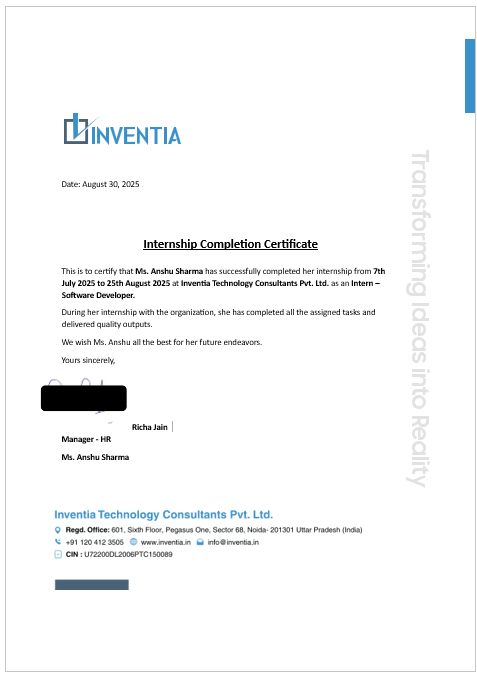 INVENTIA
Date: August 30, 2025
Internship Completion Certificate
This is to certify that Ms. Anshu Sharma has successfully completed her internship from 7th
July 2025 to 25th August 2025 at Inventia Technology Consultants Pvt. Ltd. as an Intern –
Software Developer.
During her internship with the organization, she has completed all the assigned tasks and
delivered quality outputs.
We wish Ms. Anshu all the best for her future endeavors.
Yours sincerely,
Richa Jain
Manager - HR
Ms. Anshu Sharma
Transforming Ideas into Reality
Inventia Technology Consultants Pvt. Ltd.
Regd. Office: 601, Sixth Floor, Pegasus One, Sector 68, Noida- 201301 Uttar Pradesh (India)
+91 120 412 3505 www.inventia.in info@inventia.in
CIN : U72200DL2006PTC150089